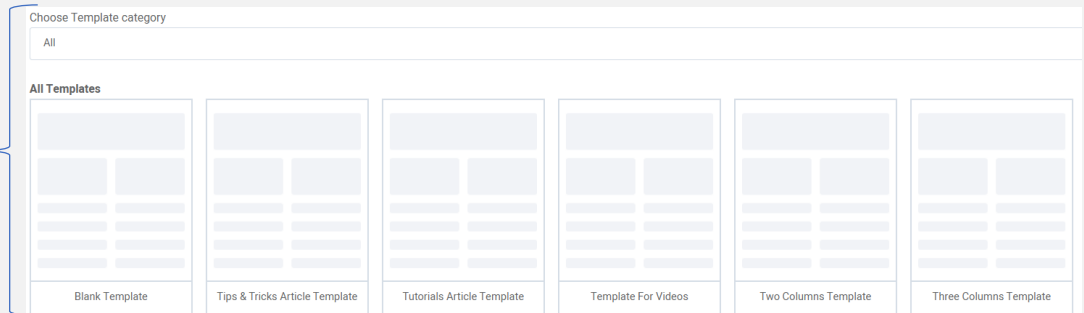 Choose Template category
All
All Templates
Blank Template
Tips & Tricks Article Template
Tutorials Article Template
Template For Videos
Two Columns Template
Three Columns Template